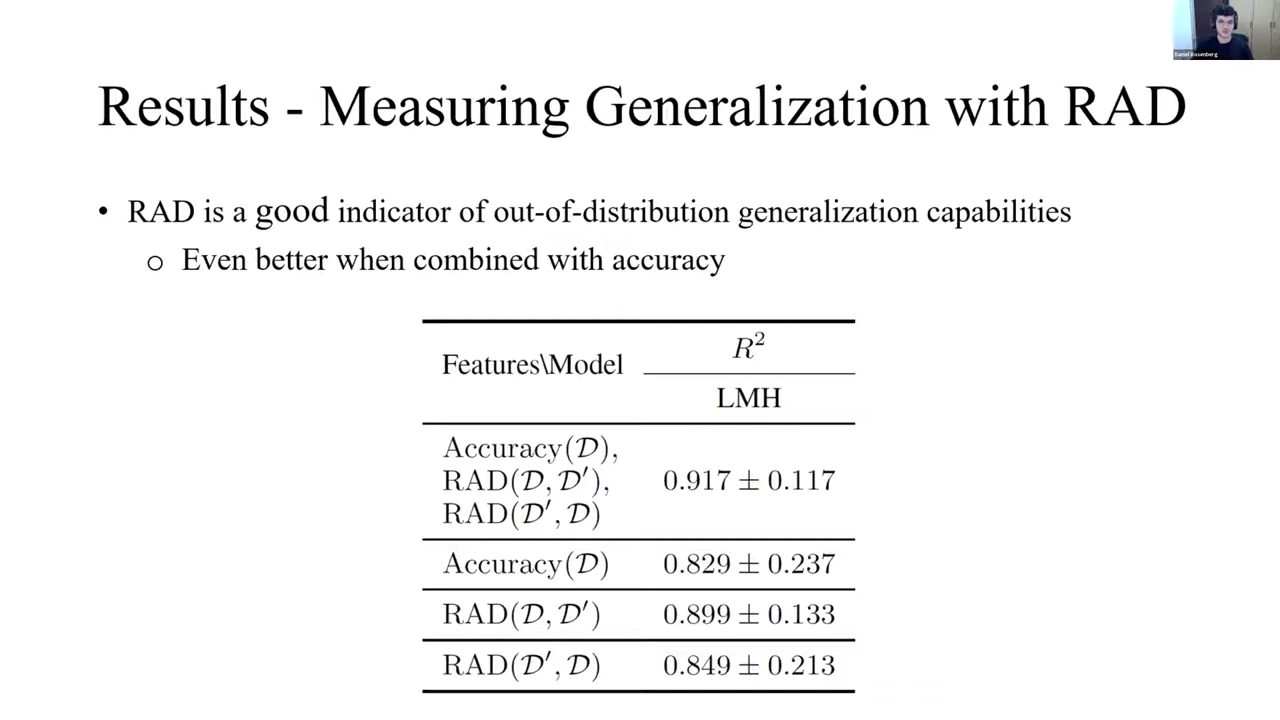 Daniel Rosenberg
Results - Measuring Generalization with RAD
• RAD is a good indicator of out-of-distribution generalization capabilities
o Even better when combined with accuracy
Features\Model
R²
LMH
Accuracy(𝒟),
RAD(𝒟, 𝒟′),
RAD(𝒟′, 𝒟)
0.917 ± 0.117
Accuracy(𝒟) 0.829 ± 0.237
RAD(𝒟, 𝒟′) 0.899 ± 0.133
RAD(𝒟′, 𝒟) 0.849 ± 0.213